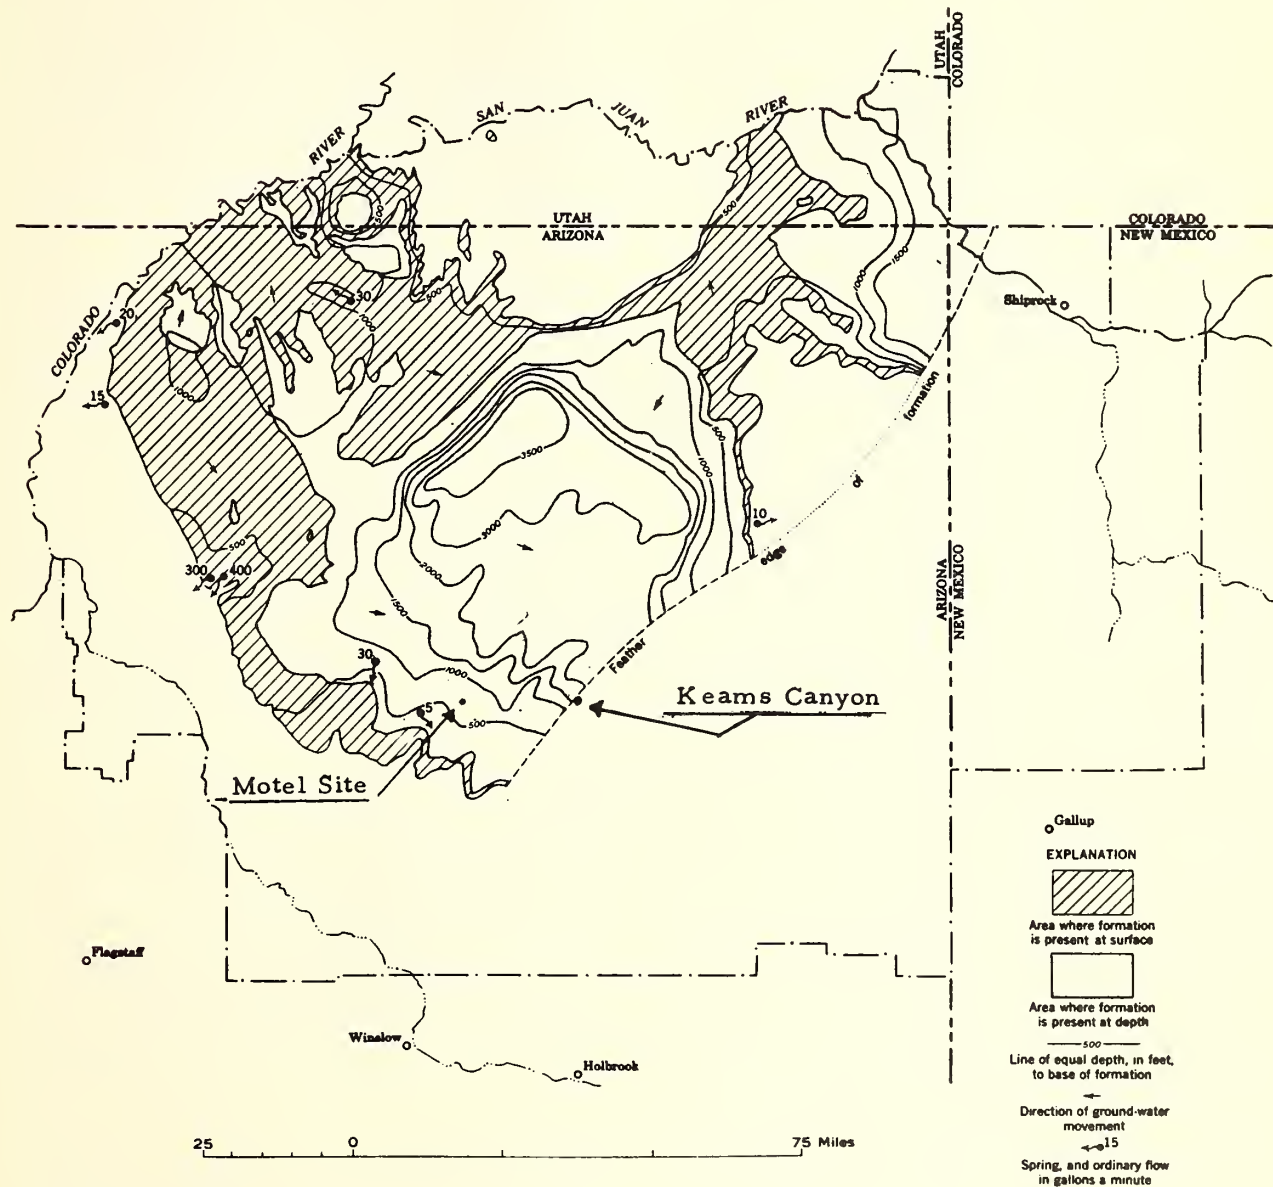 UTAH
COLORADO
SAN
JUAN
RIVER
RIVER
500
500
UTAH
ARIZONA
COLORADO
NEW MEXICO
1000
1500
30
500
1000
20
COLORADO
Shiprock
1000
15
formation
of
500
3500
1000
10
3000
edge
500
300
400
2000
1500
ARIZONA
NEW MEXICO
Feather
30
1000
5
500
Keams Canyon
Motel Site
Gallup
EXPLANATION
Area where formation
is present at surface
Flagstaff
Area where formation
is present at depth
500
Line of equal depth, in feet,
to base of formation
Winslow
Holbrook
Direction of ground-water
movement
15
Spring, and ordinary flow
in gallons a minute
25 0 75 Miles